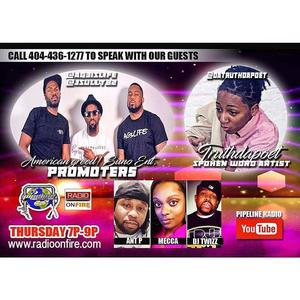 CALL 404-436-1277 TO SPEAK WITH OUR GUESTS
@DATRUTHDAPOET
American greed/Suno Ent.
PROMOTERS
Truthdapoet
SPOKEN WORD ARTIST
RADIO
ONFIRE
THURSDAY 7P-9P
www.radioonfire.com
ANT P
MECCA
DJ TWIZZ
PIPELINE RADIO
YouTube